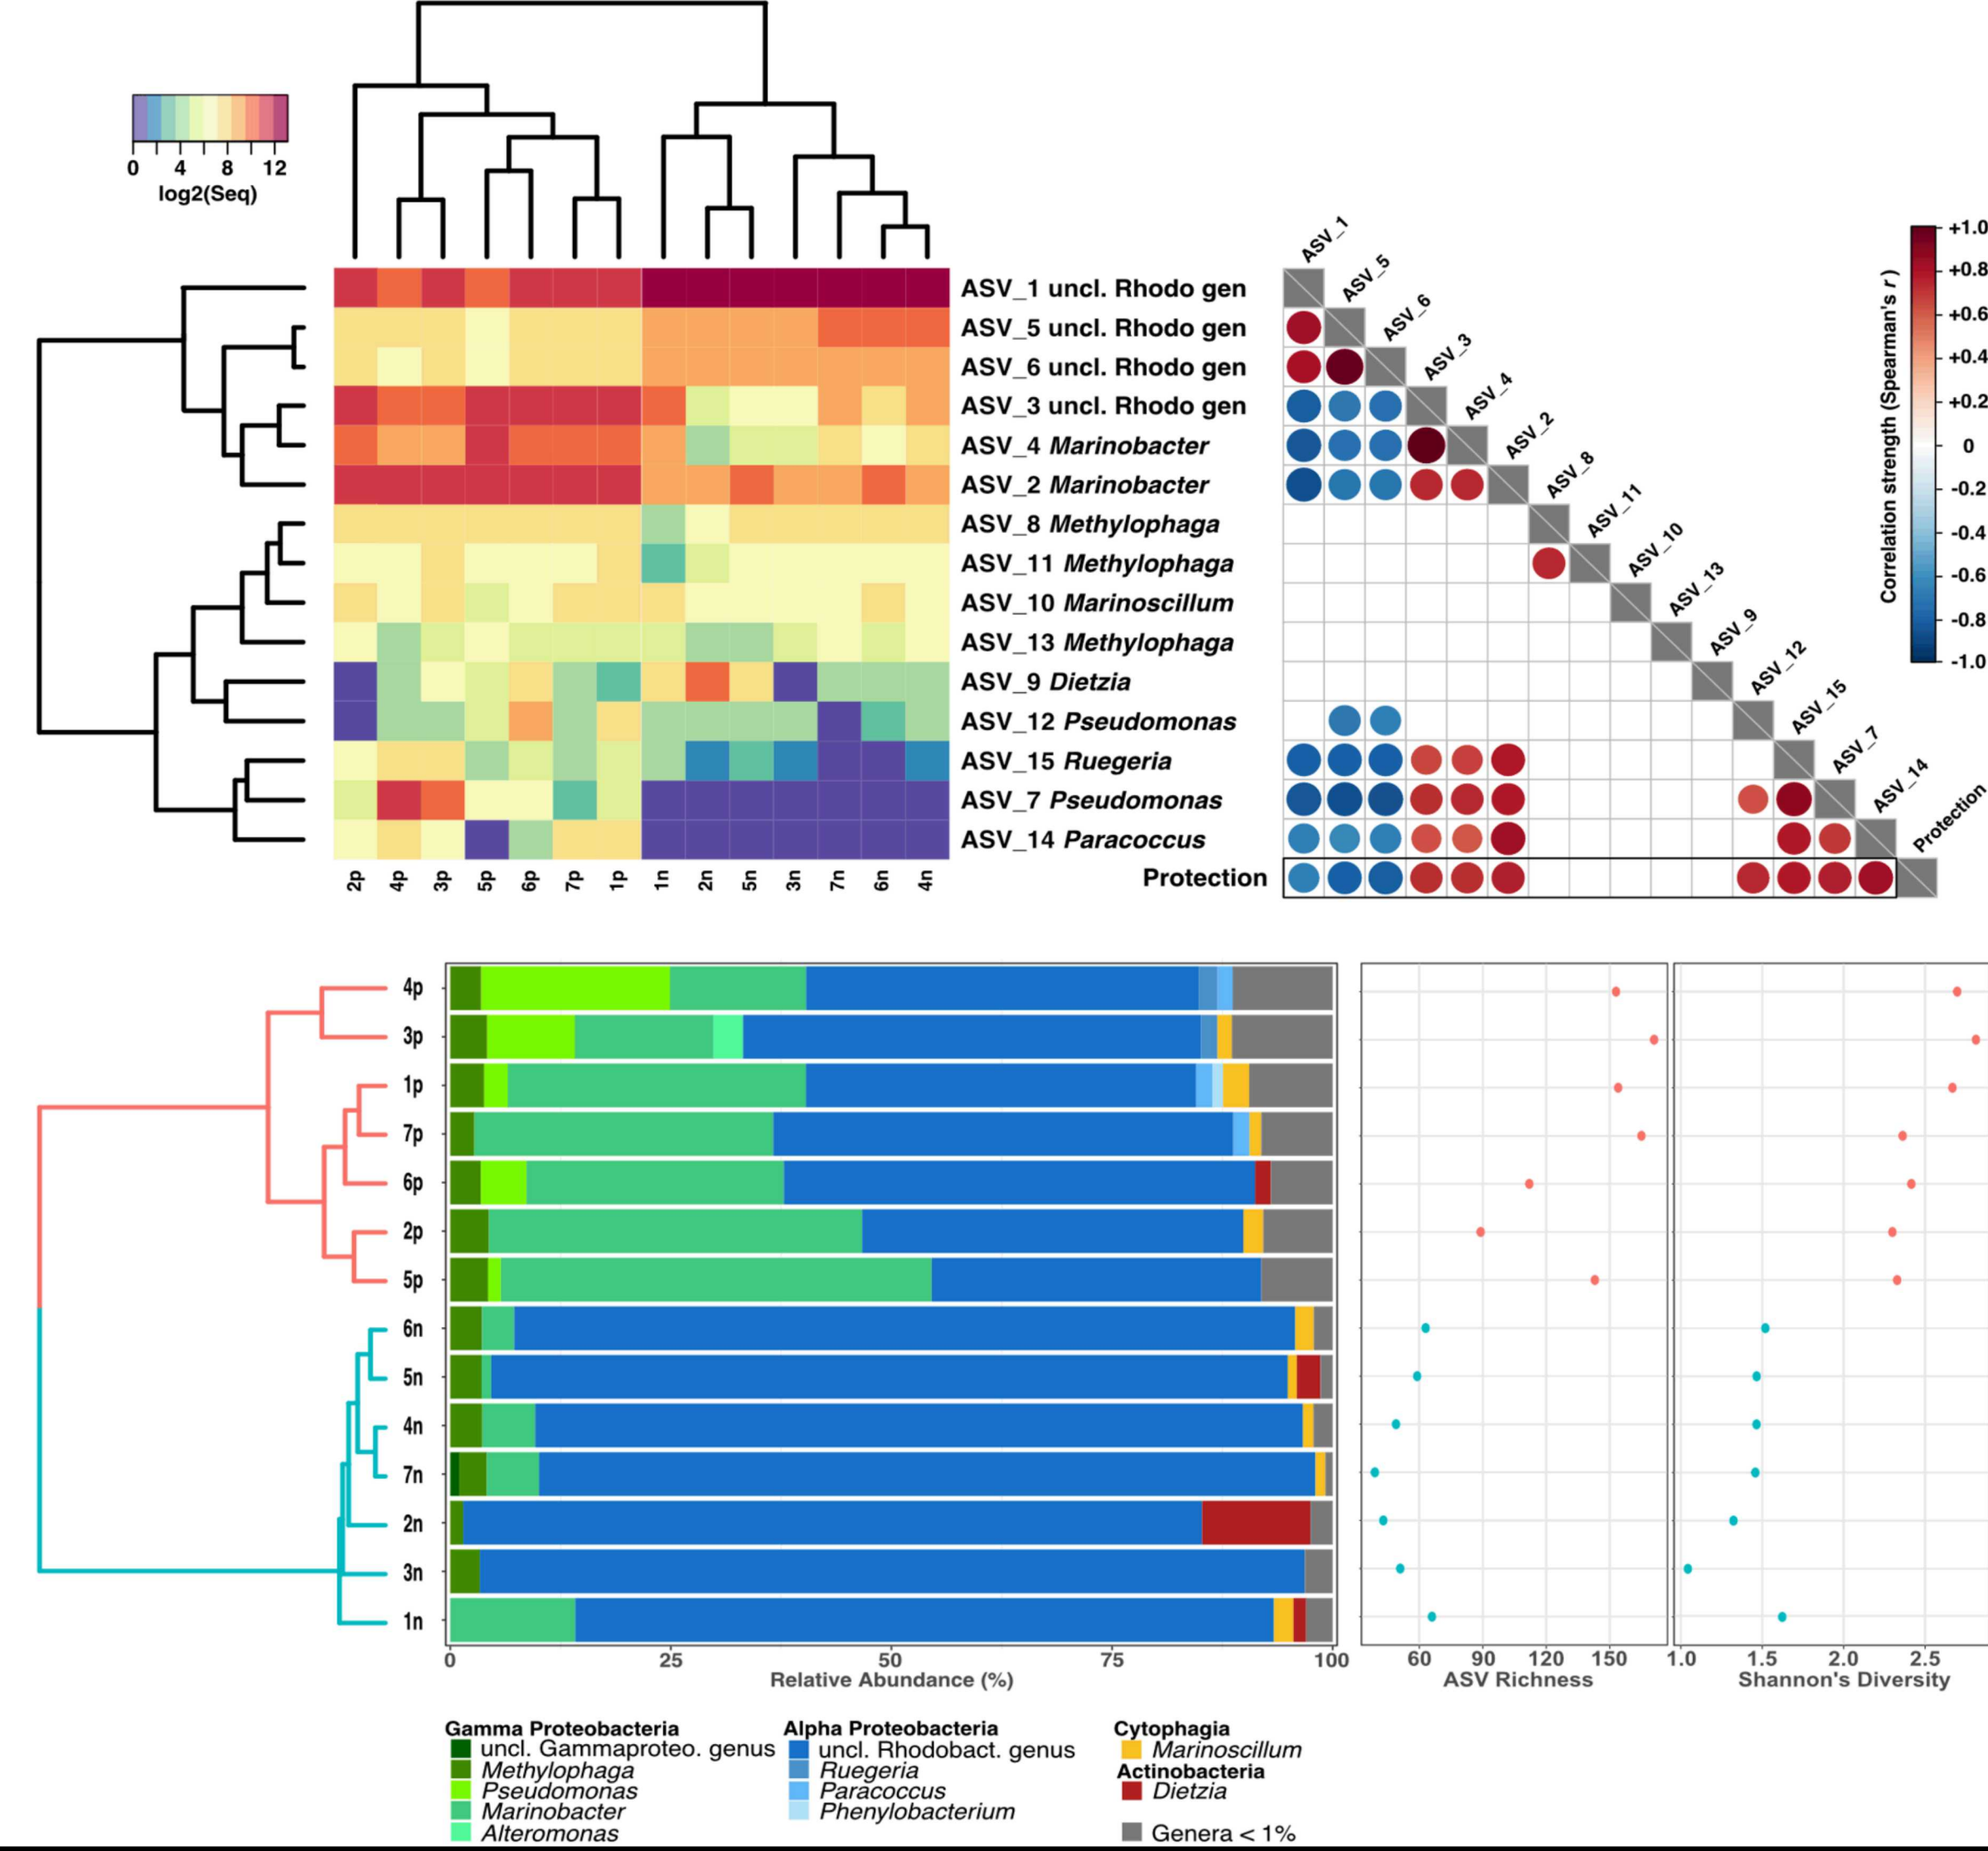 0 4 8 12
log2(Seq)
ASV_1 uncl. Rhodo gen
ASV_5 uncl. Rhodo gen
ASV_6 uncl. Rhodo gen
ASV_3 uncl. Rhodo gen
ASV_4 Marinobacter
ASV_2 Marinobacter
ASV_8 Methylophaga
ASV_11 Methylophaga
ASV_10 Marinoscillum
ASV_13 Methylophaga
ASV_9 Dietzia
ASV_12 Pseudomonas
ASV_15 Ruegeria
ASV_7 Pseudomonas
ASV_14 Paracoccus
Protection
2p 4p 3p 5p 6p 7p 1p 1n 2n 5n 3n 7n 6n 4n
ASV_1
ASV_5
ASV_6
ASV_3
ASV_4
ASV_2
ASV_8
ASV_11
ASV_10
ASV_13
ASV_9
ASV_12
ASV_15
ASV_7
ASV_14
Protection
Correlation strength (Spearman's r )
+1.0
+0.8
+0.6
+0.4
+0.2
0
-0.2
-0.4
-0.6
-0.8
-1.0
4p
3p
1p
7p
6p
2p
5p
6n
5n
4n
7n
2n
3n
1n
0 25 50 75 100
Relative Abundance (%)
60 90 120 150
ASV Richness
1.0 1.5 2.0 2.5
Shannon's Diversity
Gamma Proteobacteria
uncl. Gammaproteo. genus
Methylophaga
Pseudomonas
Marinobacter
Alteromonas
Alpha Proteobacteria
uncl. Rhodobact. genus
Ruegeria
Paracoccus
Phenylobacterium
Cytophagia
Marinoscillum
Actinobacteria
Dietzia
Genera < 1%